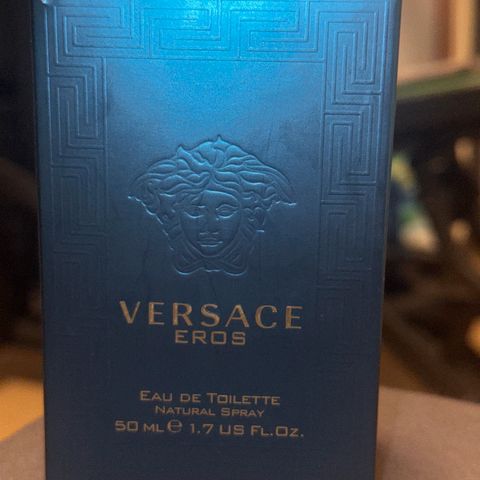 VERSACE
EROS
EAU DE TOILETTE
NATURAL SPRAY
50 ML ℮ 1.7 US FL.OZ.